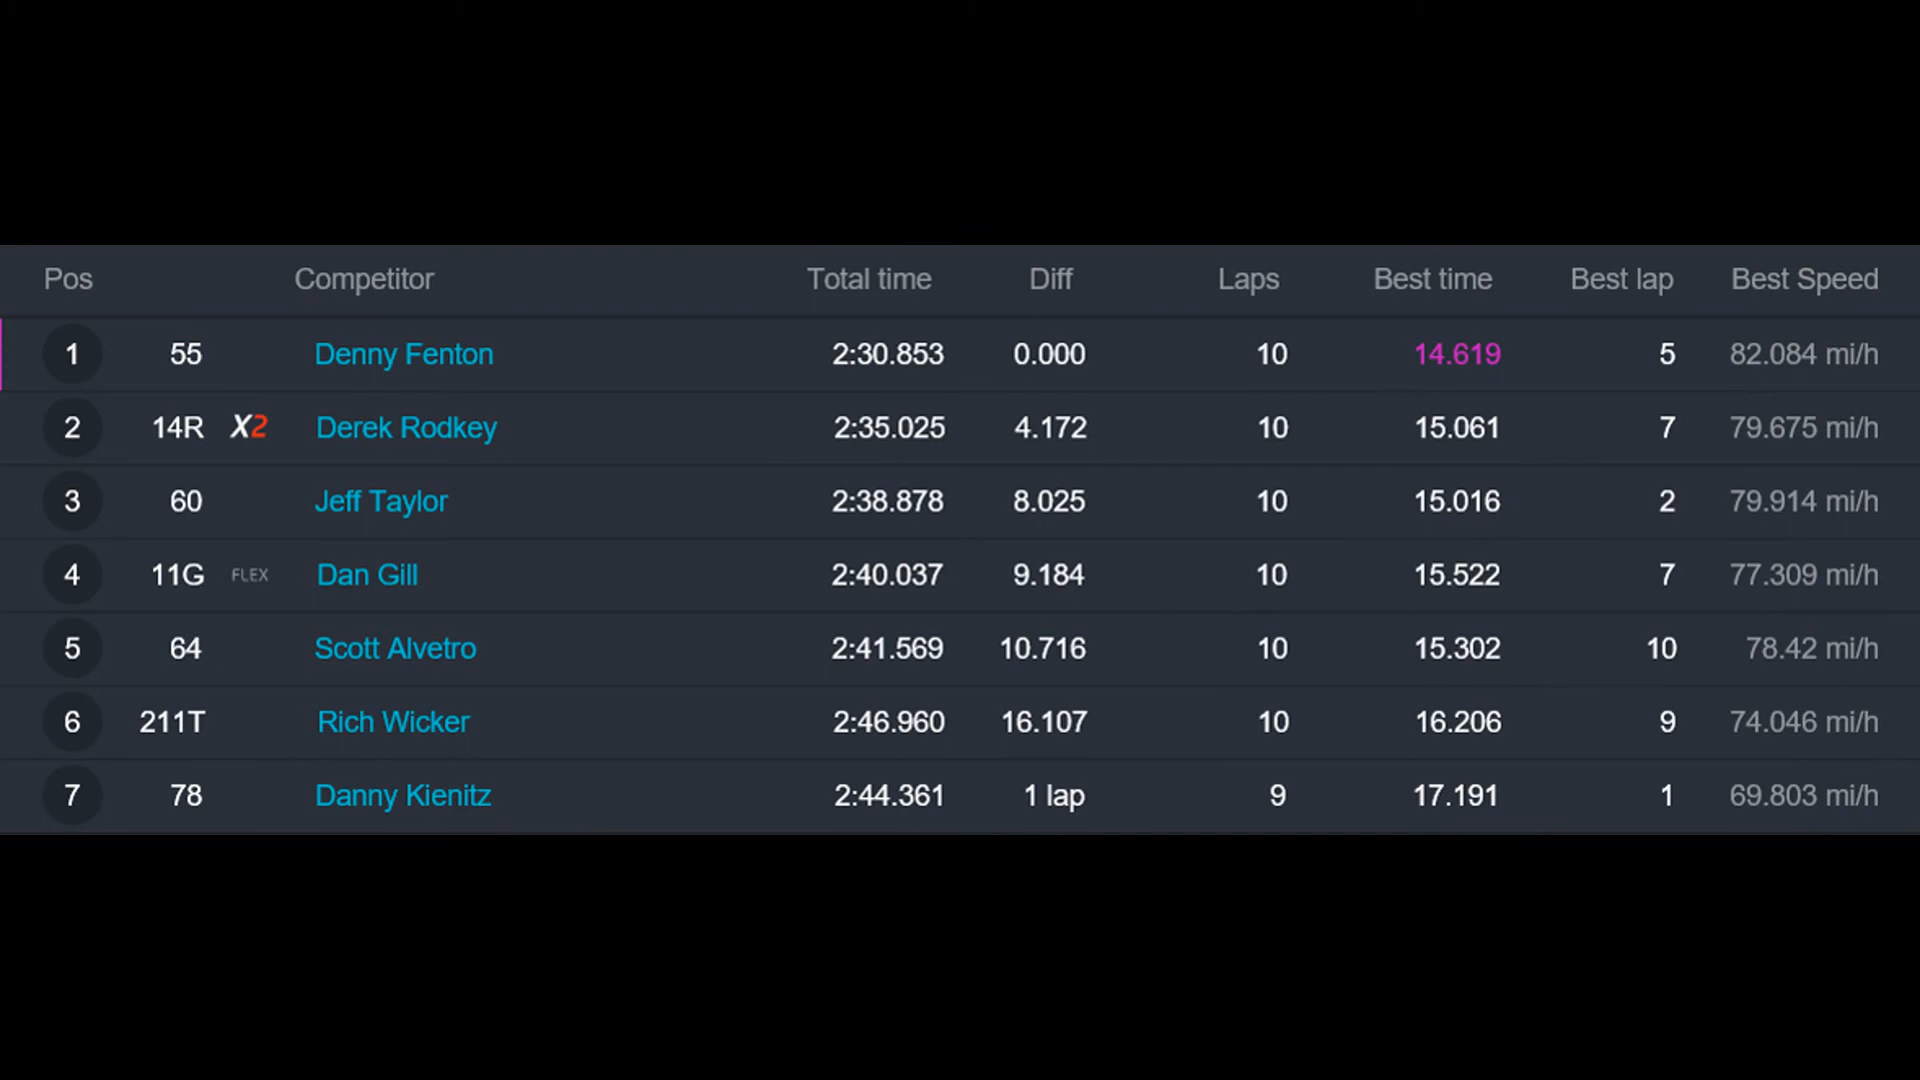 Pos Competitor Total time Diff Laps Best time Best lap Best Speed
1 55 Denny Fenton 2:30.853 0.000 10 14.619 5 82.084 mi/h
2 14R X2 Derek Rodkey 2:35.025 4.172 10 15.061 7 79.675 mi/h
3 60 Jeff Taylor 2:38.878 8.025 10 15.016 2 79.914 mi/h
4 11G FLEX Dan Gill 2:40.037 9.184 10 15.522 7 77.309 mi/h
5 64 Scott Alvetro 2:41.569 10.716 10 15.302 10 78.42 mi/h
6 211T Rich Wicker 2:46.960 16.107 10 16.206 9 74.046 mi/h
7 78 Danny Kienitz 2:44.361 1 lap 9 17.191 1 69.803 mi/h